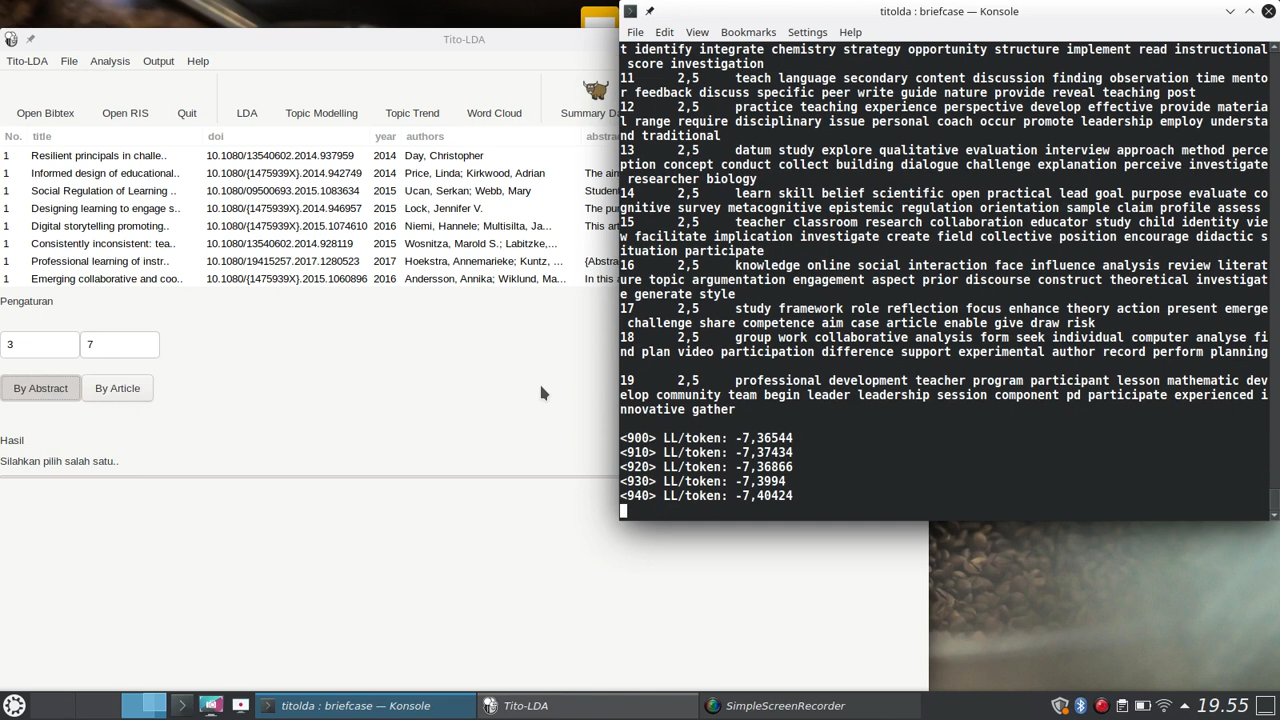 Tito-LDA
Tito-LDA File Analysis Output Help
Open Bibtex Open RIS Quit LDA Topic Modelling Topic Trend Word Cloud Summary D
No. title doi year authors abstra
1 Resilient principals in challe.. 10.1080/13540602.2014.937959 2014 Day, Christopher
1 Informed design of educational.. 10.1080/{1475939X}.2014.942749 2014 Price, Linda; Kirkwood, Adrian The aim
1 Social Regulation of Learning .. 10.1080/09500693.2015.1083634 2015 Ucan, Serkan; Webb, Mary Student
1 Designing learning to engage s.. 10.1080/{1475939X}.2014.946957 2015 Lock, Jennifer V. The pu
1 Digital storytelling promoting.. 10.1080/{1475939X}.2015.1074610 2016 Niemi, Hannele; Multisilta, Ja... This ar
1 Consistently inconsistent: tea.. 10.1080/13540602.2014.928119 2015 Wosnitza, Marold S.; Labitzke,...
1 Professional learning of instr.. 10.1080/19415257.2017.1280523 2017 Hoekstra, Annemarieke; Kuntz, ... {Abstra
1 Emerging collaborative and coo.. 10.1080/{1475939X}.2015.1060896 2016 Andersson, Annika; Wiklund, Ma... In this a
Pengaturan
3 7
By Abstract By Article
Hasil
Silahkan pilih salah satu..
titolda : briefcase — Konsole
File Edit View Bookmarks Settings Help
t identify integrate chemistry strategy opportunity structure implement read instructional
score investigation
11 2,5 teach language secondary content discussion finding observation time mento
r feedback discuss specific peer write guide nature provide reveal teaching post
12 2,5 practice teaching experience perspective develop effective provide materia
l range require disciplinary issue personal coach occur promote leadership employ understa
nd traditional
13 2,5 datum study explore qualitative evaluation interview approach method perce
ption concept conduct collect building dialogue challenge explanation perceive investigate
researcher biology
14 2,5 learn skill belief scientific open practical lead goal purpose evaluate co
gnitive survey metacognitive epistemic regulation orientation sample claim profile assess
15 2,5 teacher classroom research collaboration educator study child identity vie
w facilitate implication investigate create field collective position encourage didactic s
ituation participate
16 2,5 knowledge online social interaction face influence analysis review literat
ure topic argumentation engagement aspect prior discourse construct theoretical investigat
e generate style
17 2,5 study framework role reflection focus enhance theory action present emerge
challenge share competence aim case article enable give draw risk
18 2,5 group work collaborative analysis form seek individual computer analyse fi
nd plan video participation difference support experimental author record perform planning
19 2,5 professional development teacher program participant lesson mathematic dev
elop community team begin leader leadership session component pd participate experienced i
nnovative gather
<900> LL/token: -7,36544
<910> LL/token: -7,37434
<920> LL/token: -7,36866
<930> LL/token: -7,3994
<940> LL/token: -7,40424
titolda : briefcase — Konsole Tito-LDA SimpleScreenRecorder 19.55